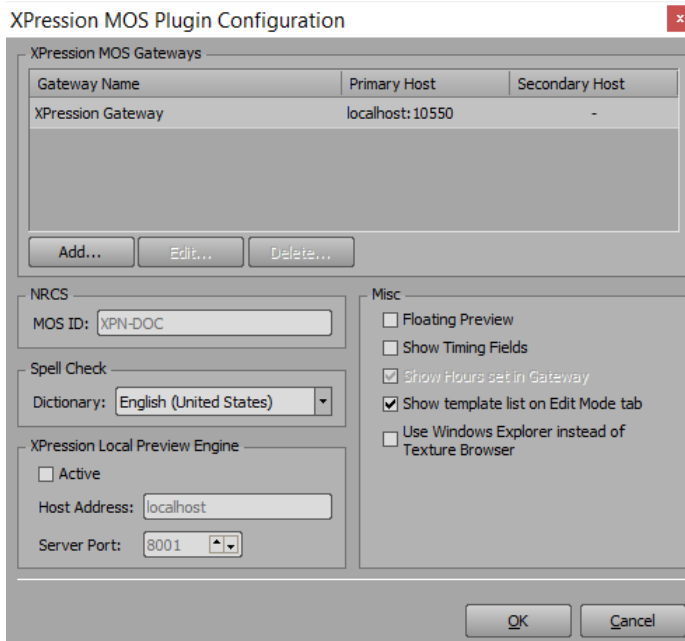 XPression MOS Plugin Configuration
x
XPression MOS Gateways
Gateway Name Primary Host Secondary Host
XPression Gateway localhost:10550 -
Add... Edit... Delete...
NRCS
MOS ID: XPN-DOC
Spell Check
Dictionary: English (United States)
XPression Local Preview Engine
Active
Host Address: localhost
Server Port: 8001
Misc
Floating Preview
Show Timing Fields
Show Hours set in Gateway
Show template list on Edit Mode tab
Use Windows Explorer instead of
Texture Browser
OK Cancel